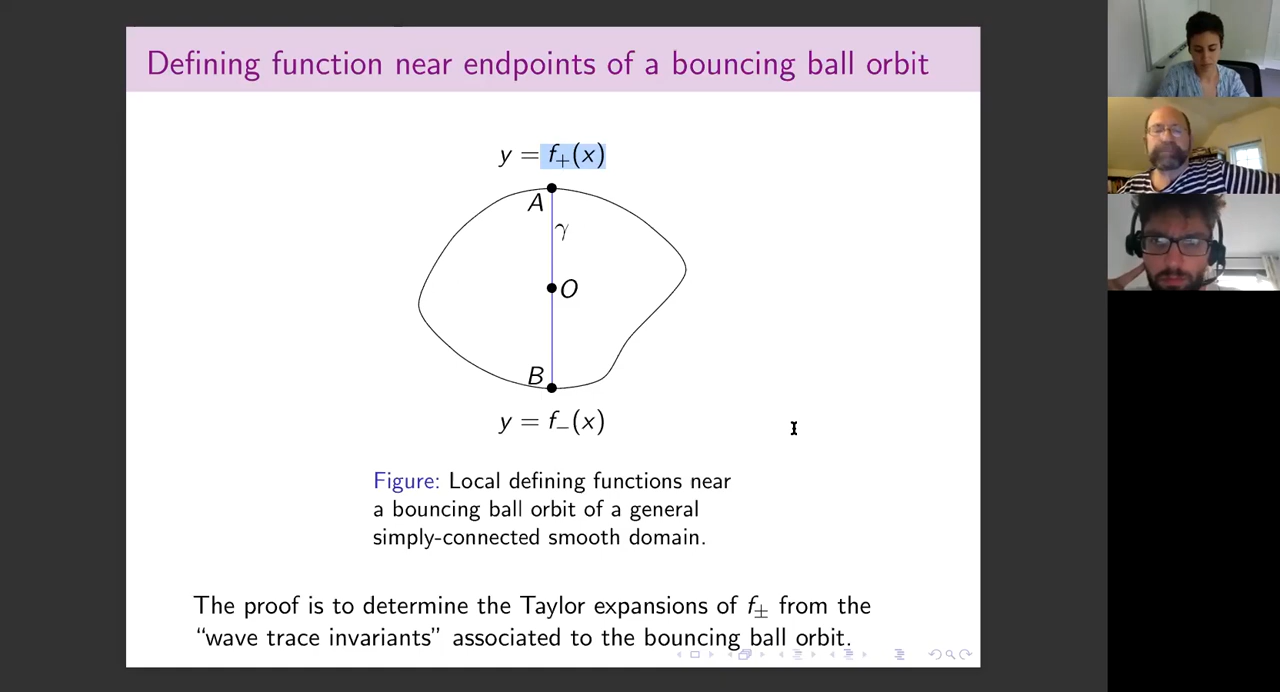 Defining function near endpoints of a bouncing ball orbit
y = f₊(x)
A
γ
O
B
y = f₋(x)
Figure: Local defining functions near
a bouncing ball orbit of a general
simply-connected smooth domain.
The proof is to determine the Taylor expansions of f± from the
“wave trace invariants” associated to the bouncing ball orbit.